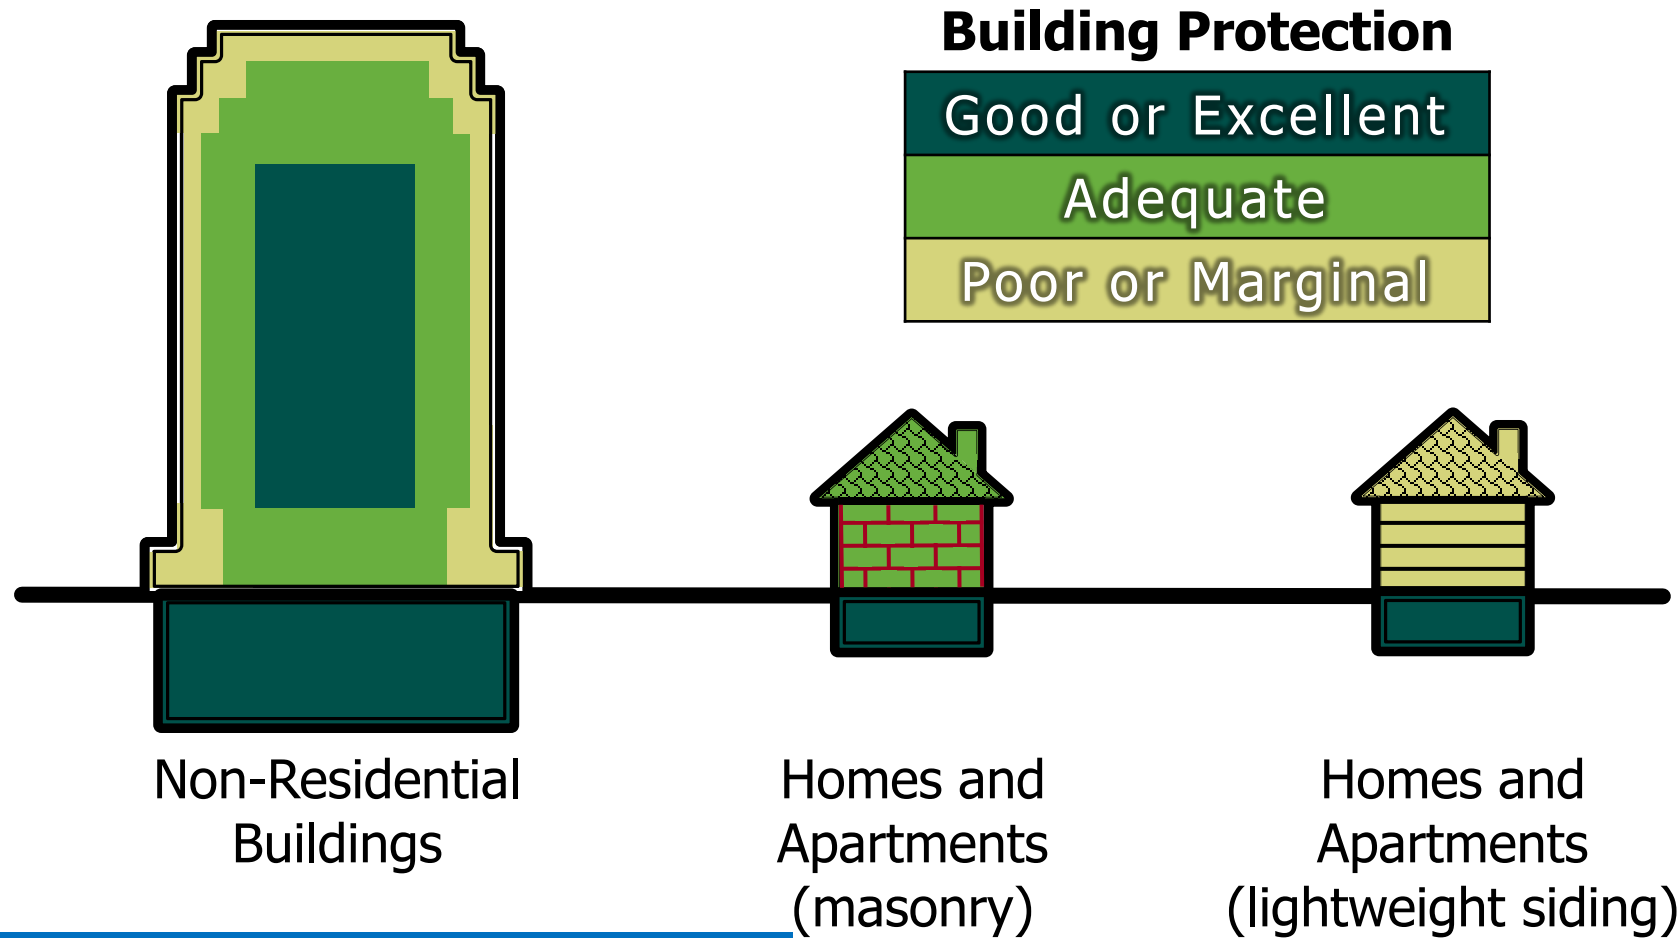 Building Protection
Good or Excellent
Adequate
Poor or Marginal
Non-Residential
Buildings
Homes and
Apartments
(masonry)
Homes and
Apartments
(lightweight siding)